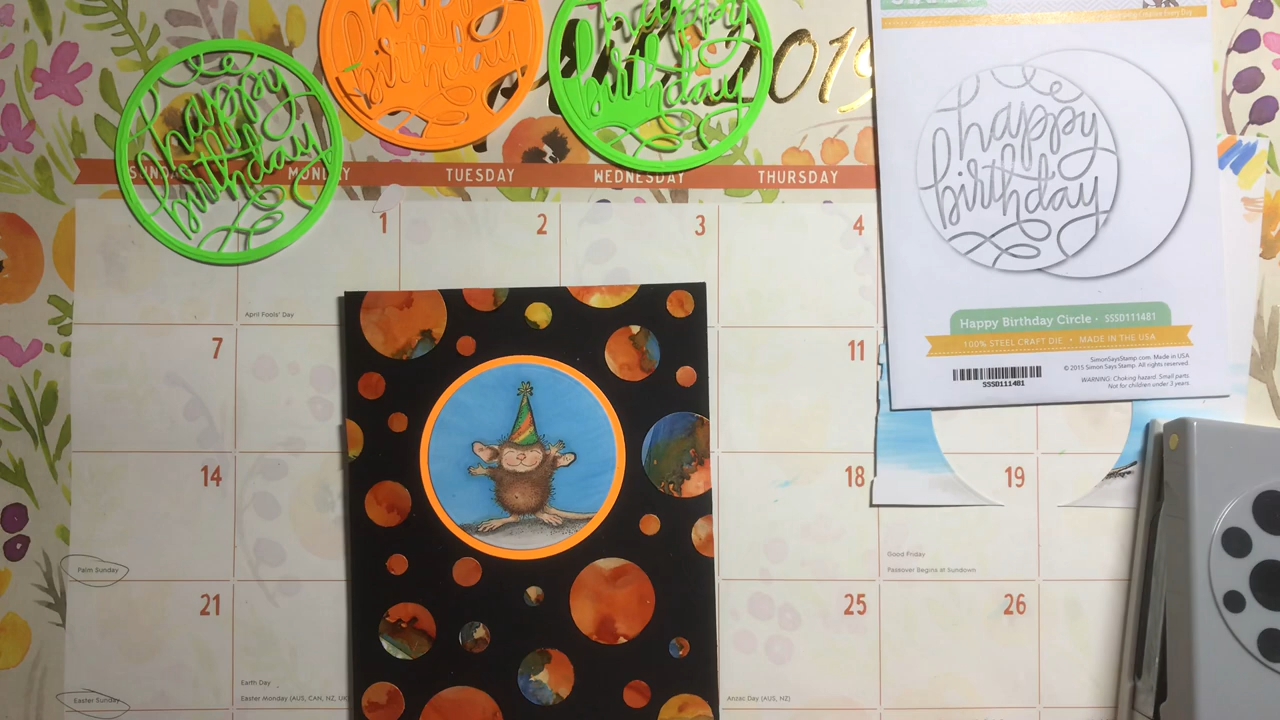 happy
birthday
happy
birthday
happy
birthday
2019
happy
birthday
MONDAY
TUESDAY
WEDNESDAY
THURSDAY
1
2
3
4
April Fools' Day
7
11
14
18
19
Palm Sunday
Good Friday
Passover Begins at Sundown
21
25
26
Earth Day
Easter Sunday
Easter Monday (AUS, CAN, NZ, UK
Anzac Day (AUS, NZ)
Happy Birthday Circle · SSSD111481
100% STEEL CRAFT DIE • MADE IN THE USA
SimonSaysStamp.com. Made in USA
© 2015 Simon Says Stamp. All rights reserved.
SSSD111481
WARNING: Choking hazard. Small parts.
Not for children under 3 years.